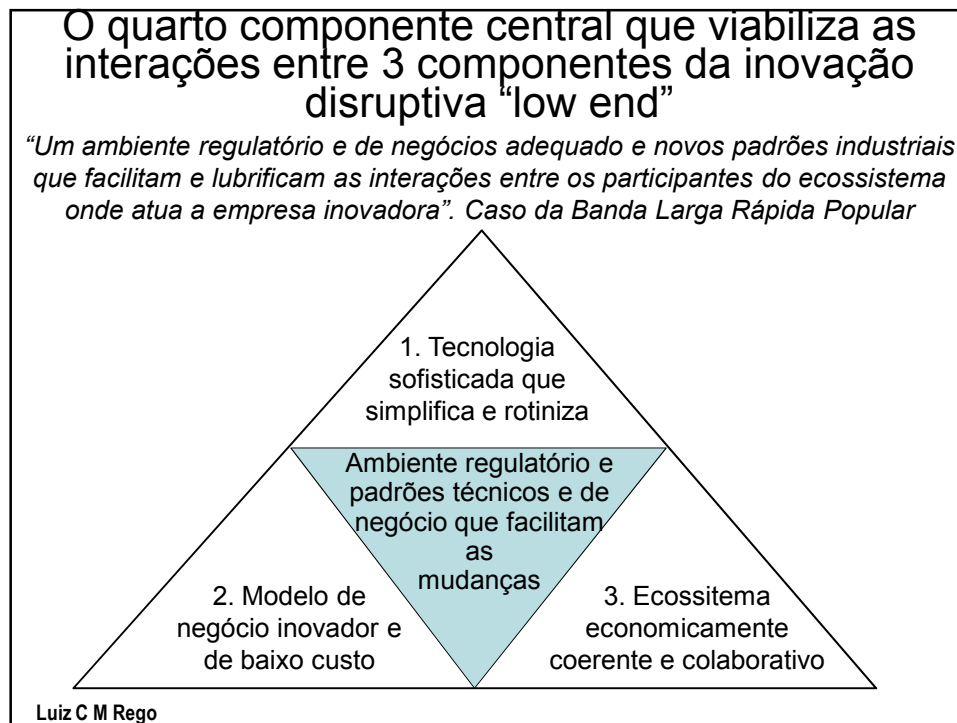 O quarto componente central que viabiliza as
interações entre 3 componentes da inovação
disruptiva “low end”
“Um ambiente regulatório e de negócios adequado e novos padrões industriais
que facilitam e lubrificam as interações entre os participantes do ecossistema
onde atua a empresa inovadora”. Caso da Banda Larga Rápida Popular
1. Tecnologia
sofisticada que
simplifica e rotiniza
Ambiente regulatório e
padrões técnicos e de
negócio que facilitam
as
mudanças
2. Modelo de
negócio inovador e
de baixo custo
3. Ecossitema
economicamente
coerente e colaborativo
Luiz C M Rego